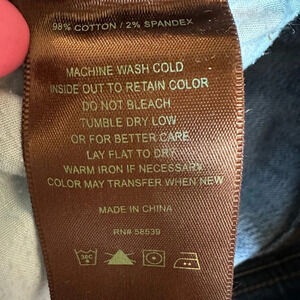 98% COTTON / 2% SPANDEX
MACHINE WASH COLD
INSIDE OUT TO RETAIN COLOR
DO NOT BLEACH
TUMBLE DRY LOW
OR FOR BETTER CARE
LAY FLAT TO DRY
WARM IRON IF NECESSARY
COLOR MAY TRANSFER WHEN NEW
MADE IN CHINA
RN# 58539
30C